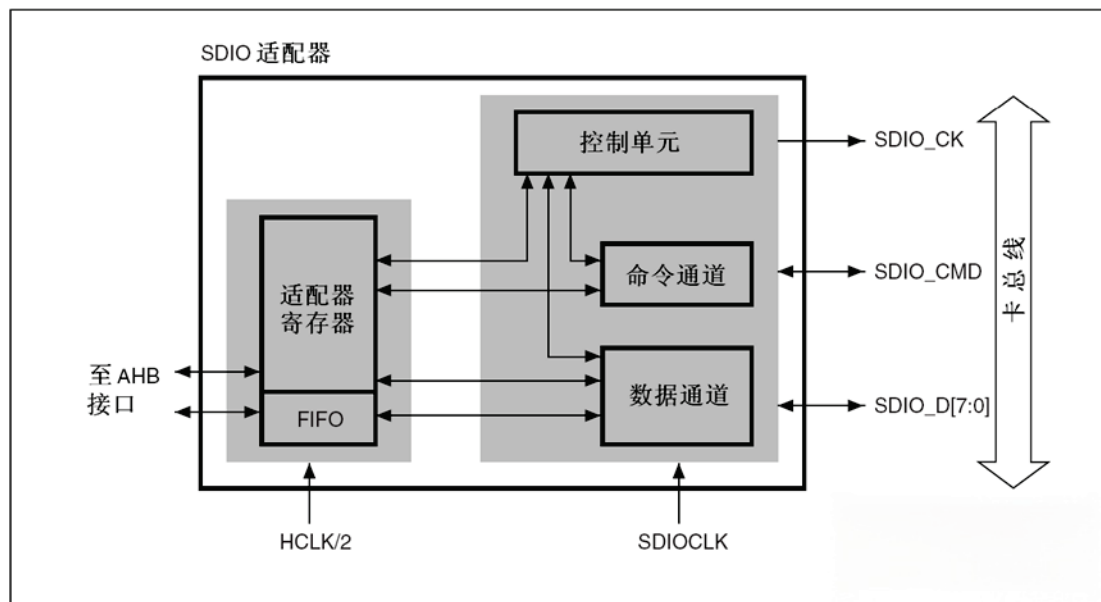 SDIO 适配器
控制单元
SDIO_CK
命令通道
SDIO_CMD
适配器
寄存器
卡总线
至 AHB
接口
FIFO
数据通道
SDIO_D[7:0]
HCLK/2
SDIOCLK